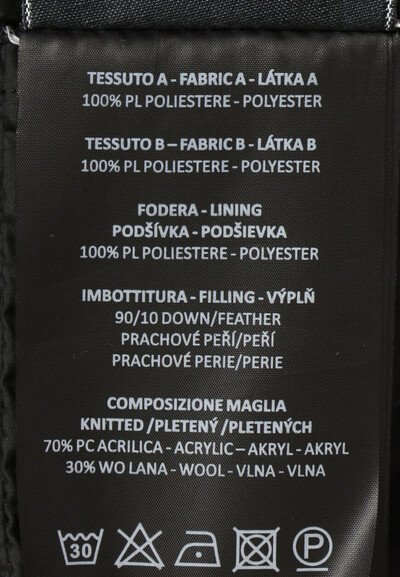 TESSUTO A - FABRIC A - LÁTKA A
100% PL POLIESTERE - POLYESTER
TESSUTO B – FABRIC B - LÁTKA B
100% PL POLIESTERE - POLYESTER
FODERA - LINING
PODŠÍVKA - PODŠIEVKA
100% PL POLIESTERE - POLYESTER
IMBOTTITURA - FILLING - VÝPLŇ
90/10 DOWN/FEATHER
PRACHOVÉ PEŘÍ/PEŘÍ
PRACHOVÉ PERIE/PERIE
COMPOSIZIONE MAGLIA
KNITTED /PLETENÝ /PLETENÝCH
70% PC ACRILICA - ACRYLIC – AKRYL - AKRYL
30% WO LANA - WOOL - VLNA - VLNA
30 P